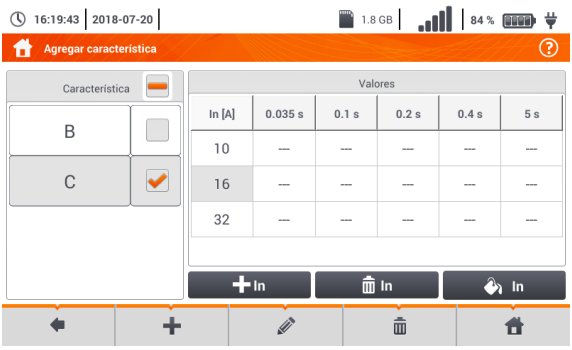 16:19:43 2018-07-20 1.8 GB 84 %
Agregar característica ?
Característica
Valores
In [A] 0.035 s 0.1 s 0.2 s 0.4 s 5 s
B
C
10 --- --- --- --- ---
16 --- --- --- --- ---
32 --- --- --- --- ---
In In In